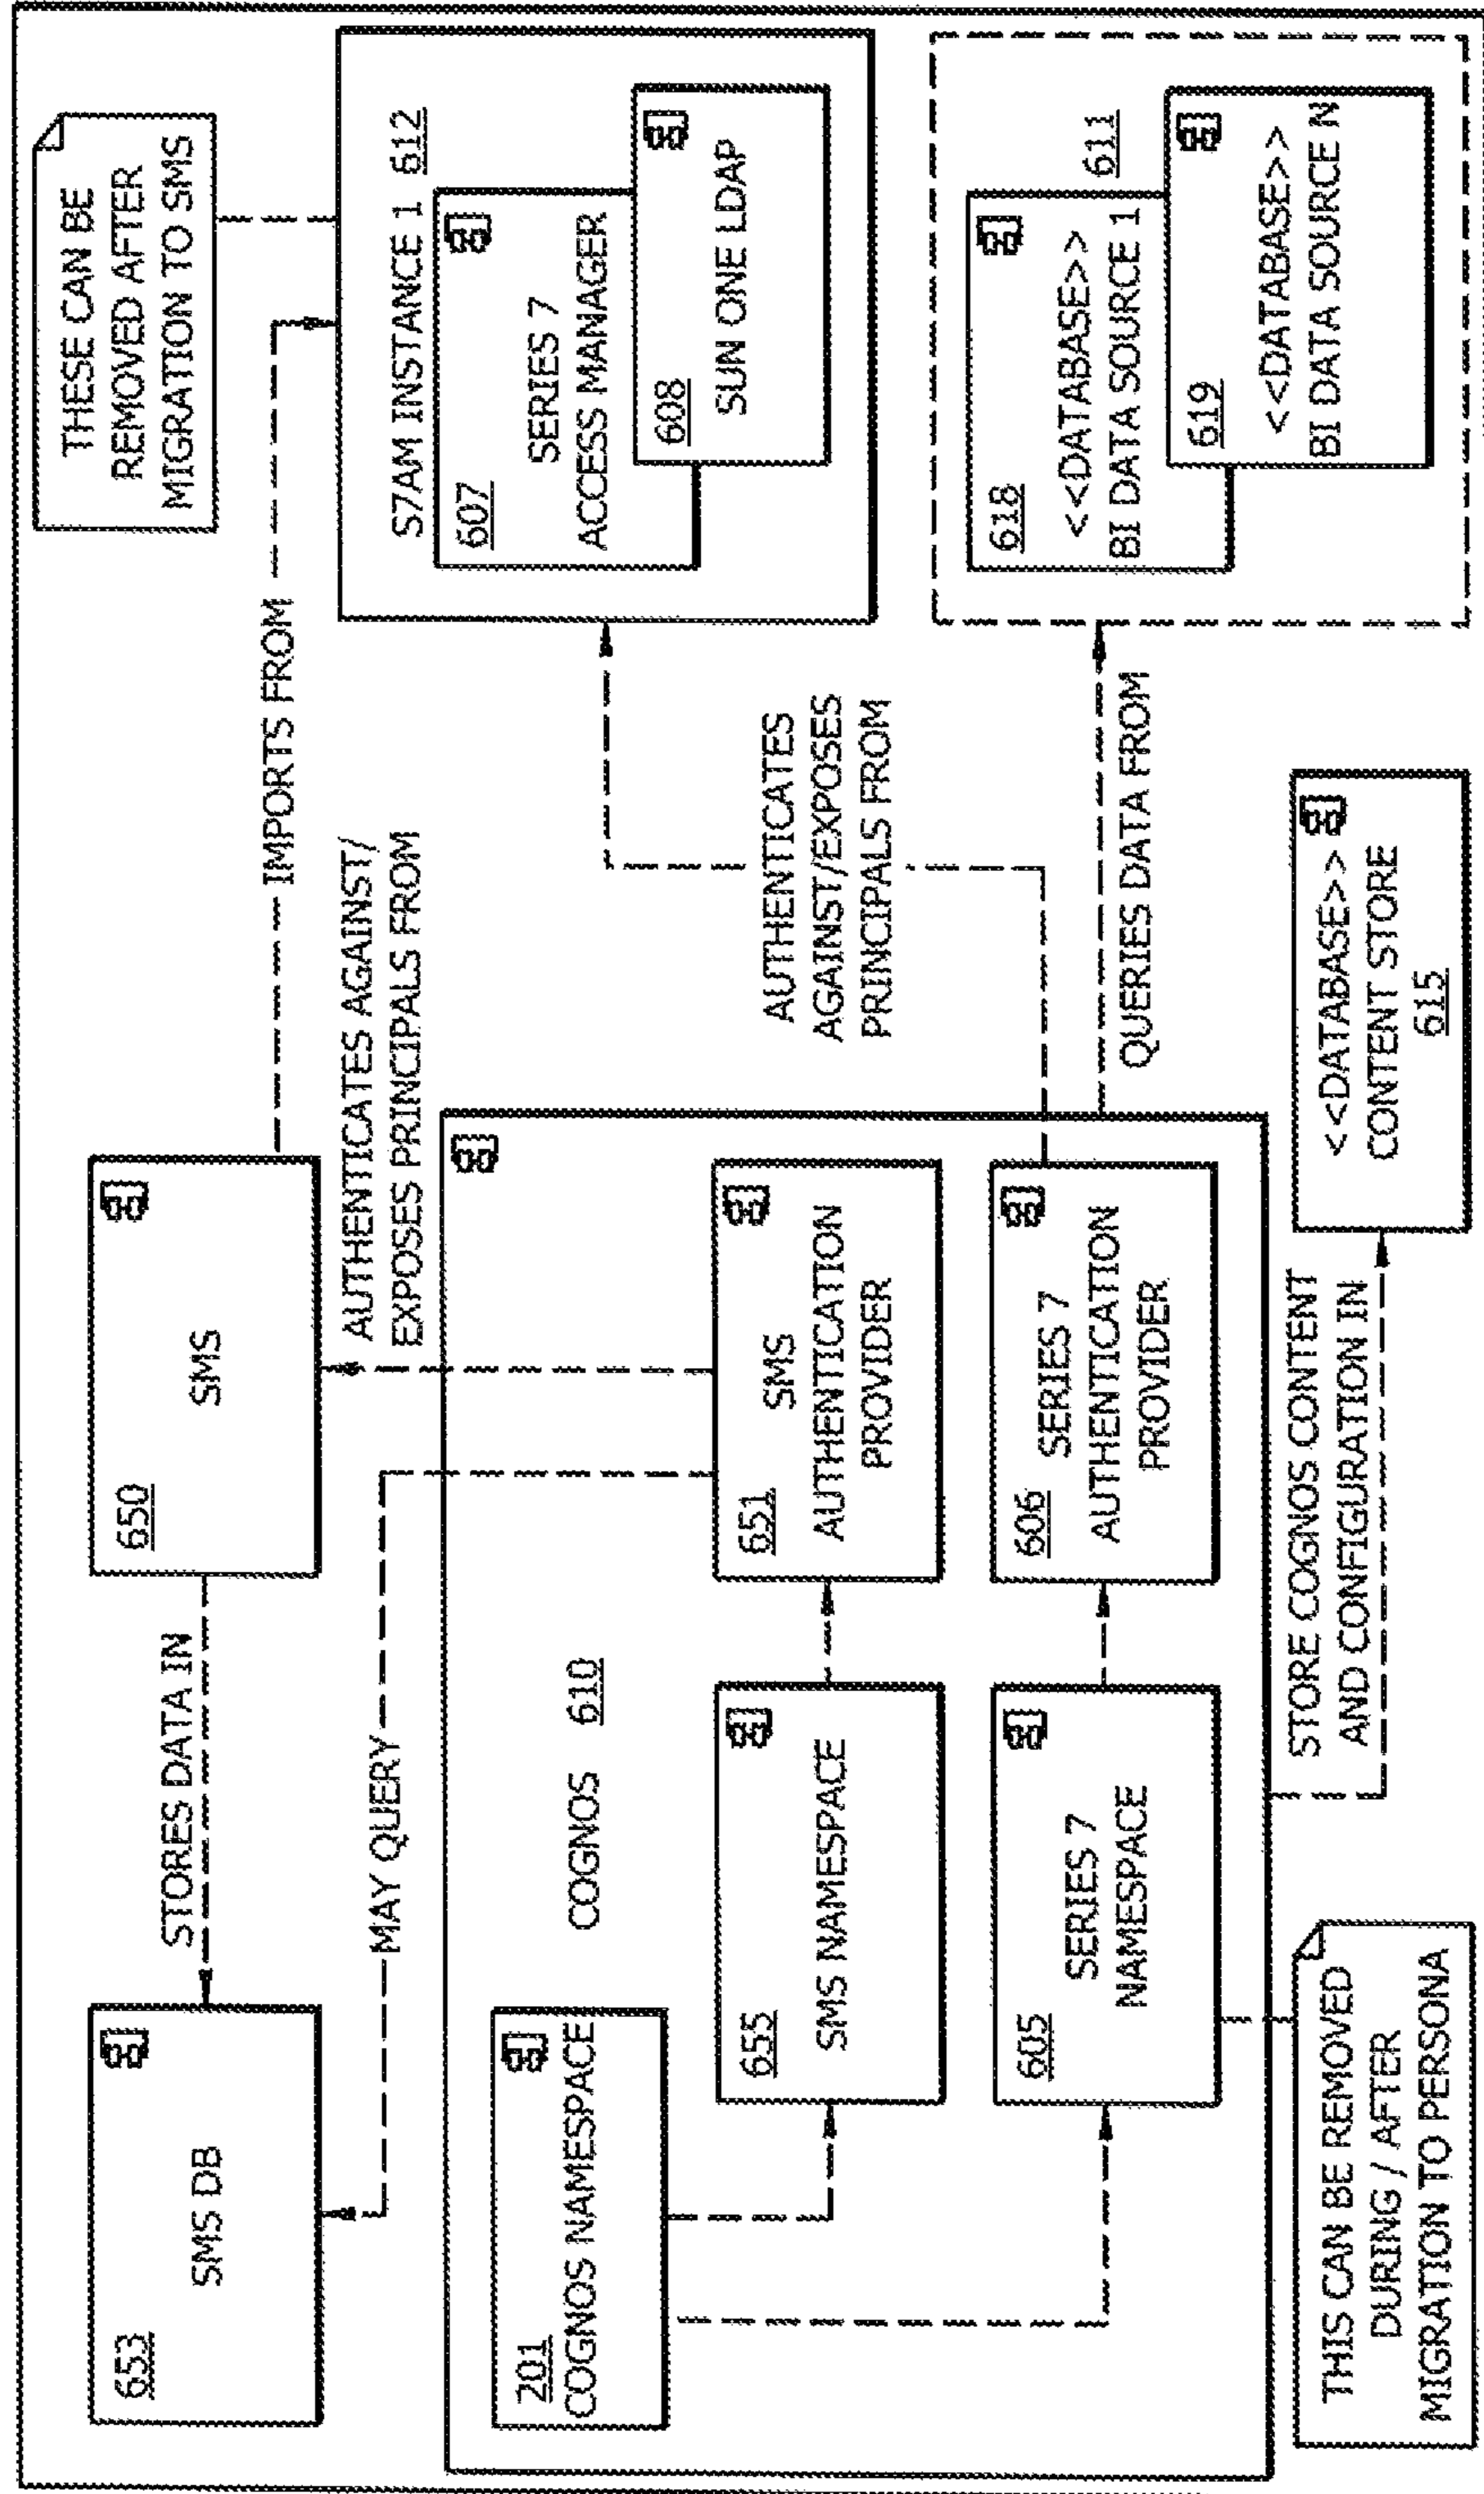 653
SMS DB
STORES DATA IN
650
SMS
IMPORTS FROM
THESE CAN BE
REMOVED AFTER
MIGRATION TO SMS
MAY QUERY
AUTHENTICATES AGAINST/
EXPOSES PRINCIPALS FROM
S7AM INSTANCE 1 612
607
SERIES 7
ACCESS MANAGER
608
SUN ONE LDAP
COGNOS 610
201
COGNOS NAMESPACE
655
SMS NAMESPACE
651
SMS
AUTHENTICATION
PROVIDER
605
SERIES 7
NAMESPACE
606
SERIES 7
AUTHENTICATION
PROVIDER
AUTHENTICATES
AGAINST/EXPOSES
PRINCIPALS FROM
QUERIES DATA FROM
618
<<DATABASE>>
BI DATA SOURCE 1
611
619
<<DATABASE>>
BI DATA SOURCE N
THIS CAN BE REMOVED
DURING / AFTER
MIGRATION TO PERSONA
STORE COGNOS CONTENT
AND CONFIGURATION IN
<<DATABASE>>
CONTENT STORE
615